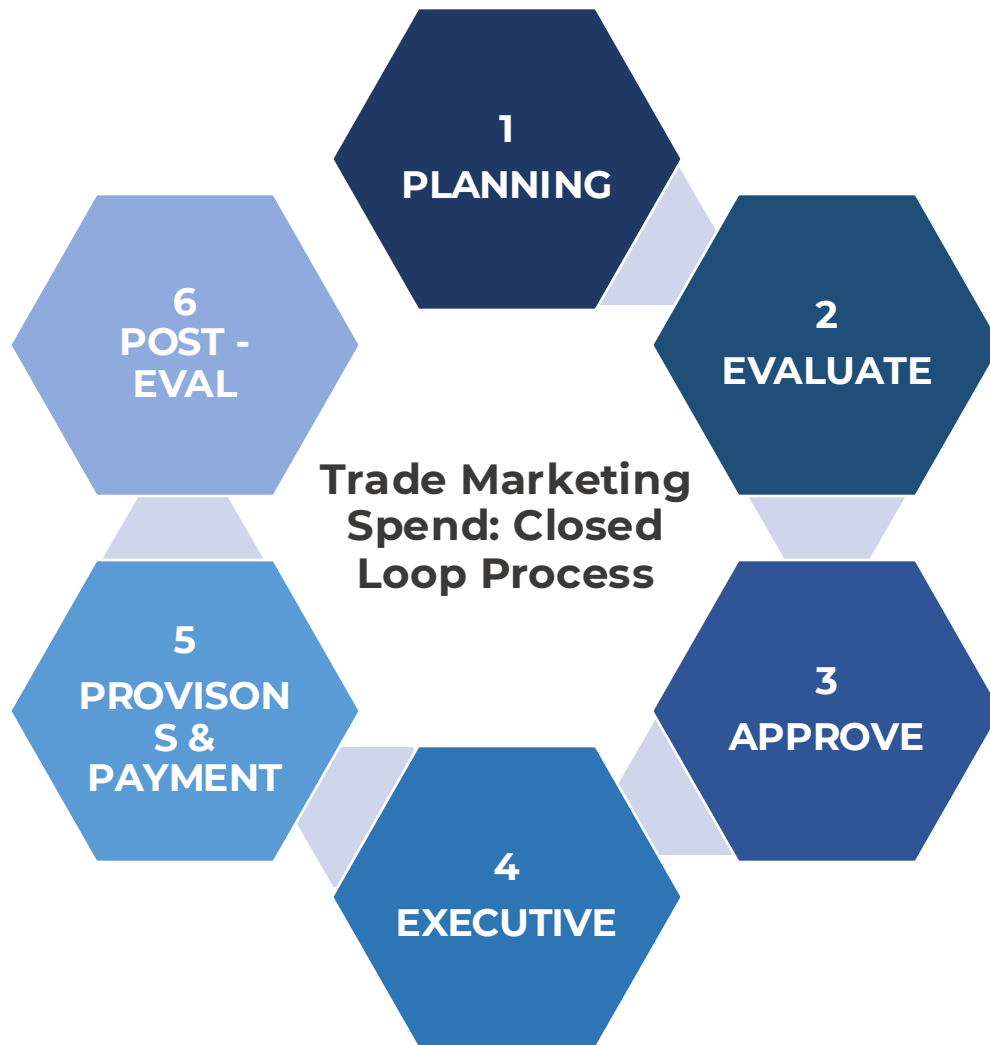 1
PLANNING
2
EVALUATE
3
APPROVE
4
EXECUTIVE
5
PROVISON
S &
PAYMENT
6
POST -
EVAL
Trade Marketing
Spend: Closed
Loop Process